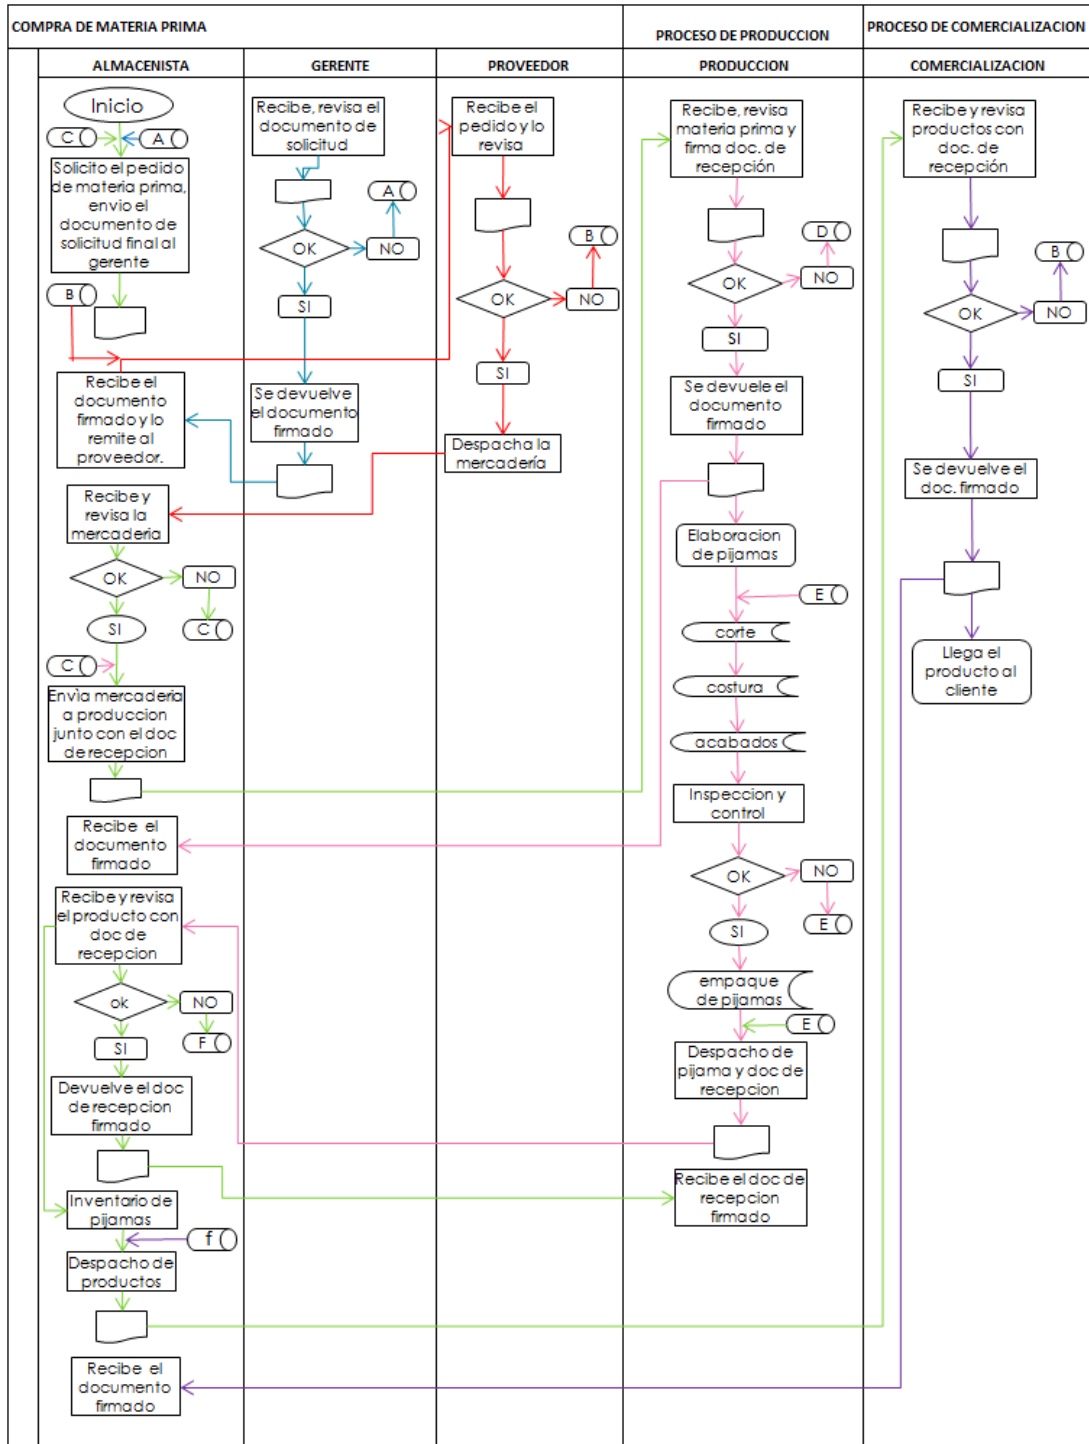 COMPRA DE MATERIA PRIMA
PROCESO DE PRODUCCION
PROCESO DE COMERCIALIZACION
ALMACENISTA
GERENTE
PROVEEDOR
PRODUCCION
COMERCIALIZACION
Inicio
C
A
Solicito el pedido
de materia prima,
envio el
documento de
solicitud final al
gerente
B
Recibe el
documento
firmado y lo
remite al
proveedor.
Recibe y
revisa la
mercaderia
OK
NO
SI
C
C
Envìa mercaderia
a produccion
junto con el doc
de recepcion
Recibe el
documento
firmado
Recibe y revisa
el producto con
doc de
recepcion
ok
NO
SI
F
Devuelve el doc
de recepcion
firmado
Inventario de
pijamas
f
Despacho de
productos
Recibe el
documento
firmado
Recibe, revisa el
documento de
solicitud
A
OK
NO
SI
Se devuelve
el documento
firmado
Recibe el
pedido y lo
revisa
B
OK
NO
SI
Despacha la
mercadería
Recibe, revisa
materia prima y
firma doc. de
recepción
D
OK
NO
SI
Se devuele el
documento
firmado
Elaboracion
de pijamas
E
corte
costura
acabados
Inspeccion y
control
OK
NO
SI
E
empaque
de pijamas
E
Despacho de
pijama y doc de
recepcion
Recibe el doc de
recepcion
firmado
Recibe y revisa
productos con
doc. de
recepción
B
OK
NO
SI
Se devuelve el
doc. firmado
Llega el
producto al
cliente